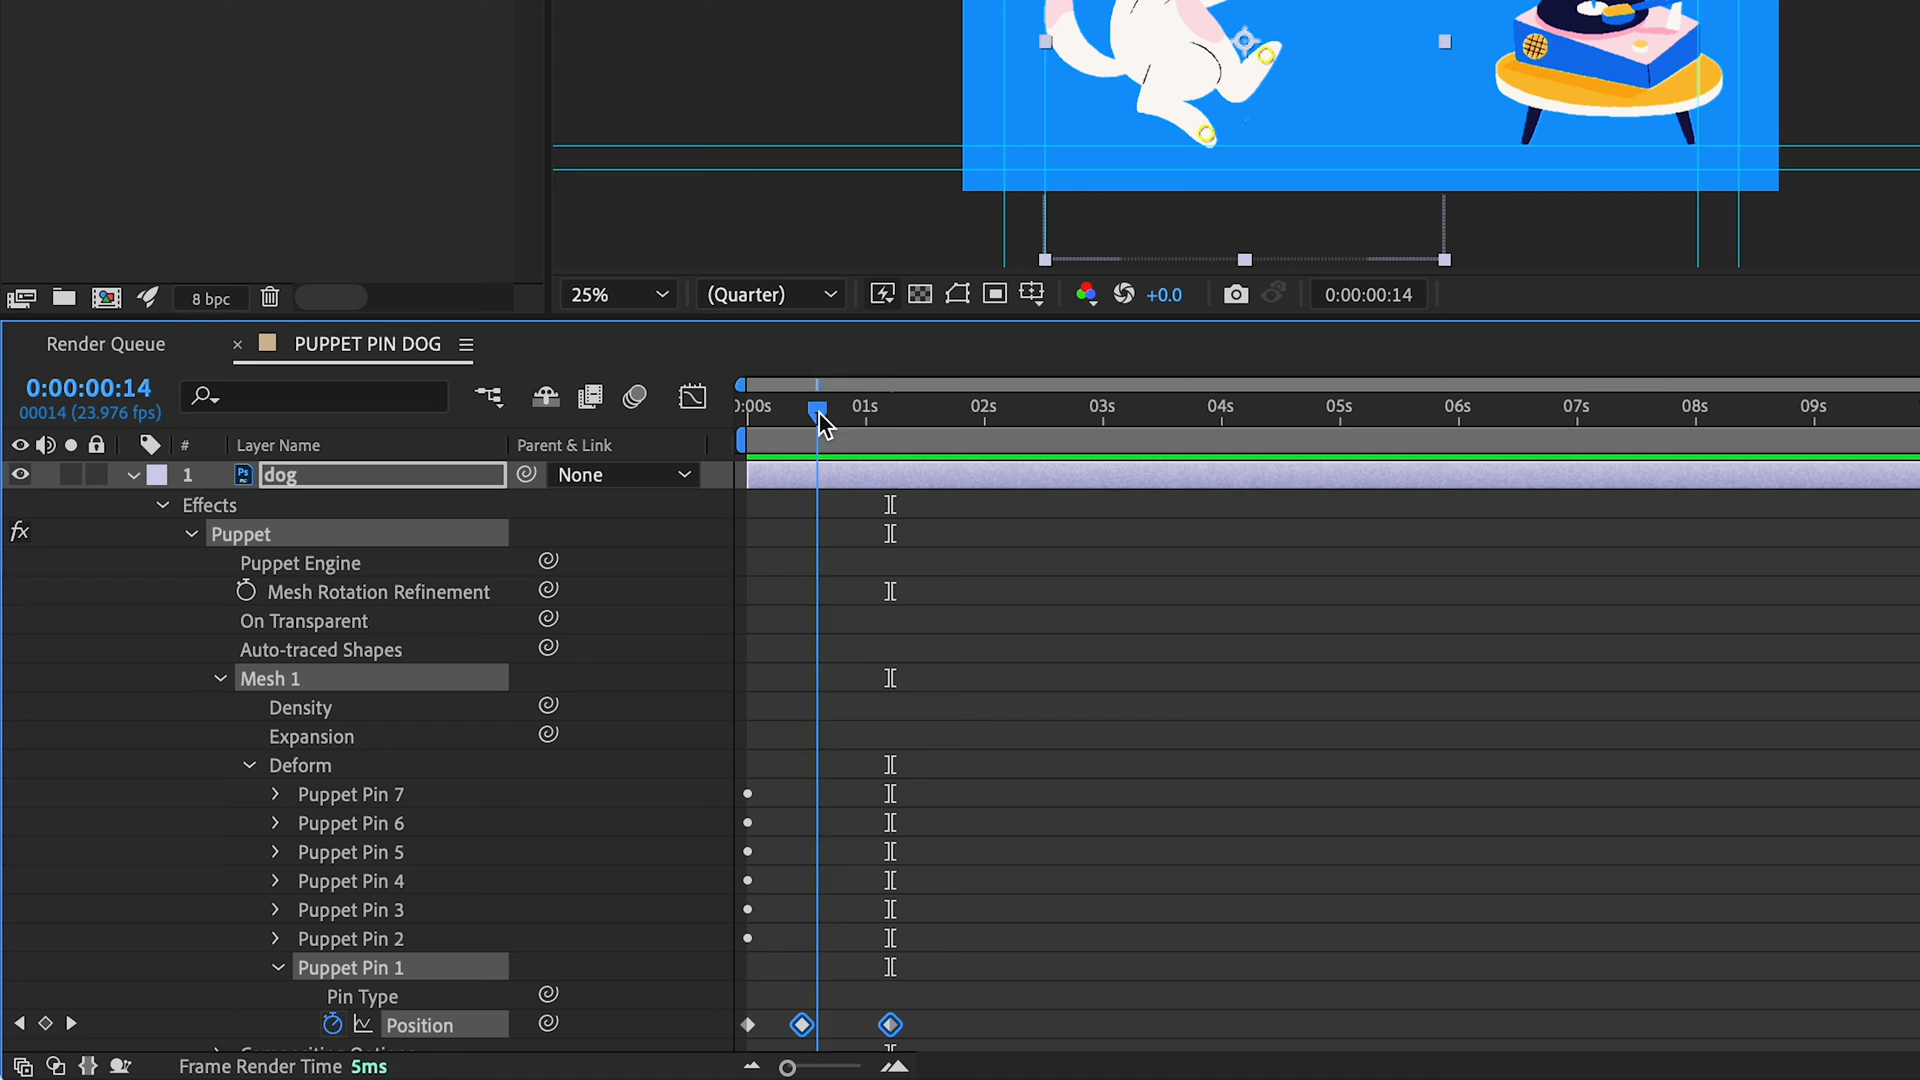 8 bpc
25%
(Quarter)
+0.0
0:00:00:14
Render Queue
× PUPPET PIN DOG
0:00:00:14
00014 (23.976 fps)
0:00s 01s 02s 03s 04s 05s 06s 07s 08s 09s
# Layer Name Parent & Link
1 Ps dog None
Effects
fx Puppet
Puppet Engine
Mesh Rotation Refinement
On Transparent
Auto-traced Shapes
Mesh 1
Density
Expansion
Deform
Puppet Pin 7
Puppet Pin 6
Puppet Pin 5
Puppet Pin 4
Puppet Pin 3
Puppet Pin 2
Puppet Pin 1
Pin Type
Position
Frame Render Time 5ms